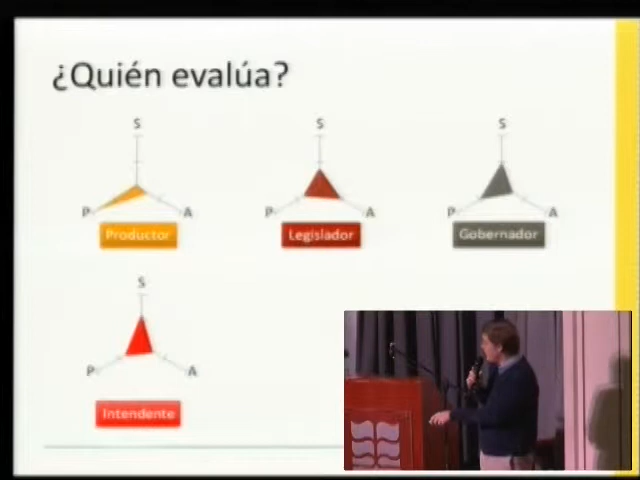 ¿Quién evalúa?
S
S
S
P
A
P
A
P
A
Productor
Legislador
Gobernador
S
P
A
Intendente